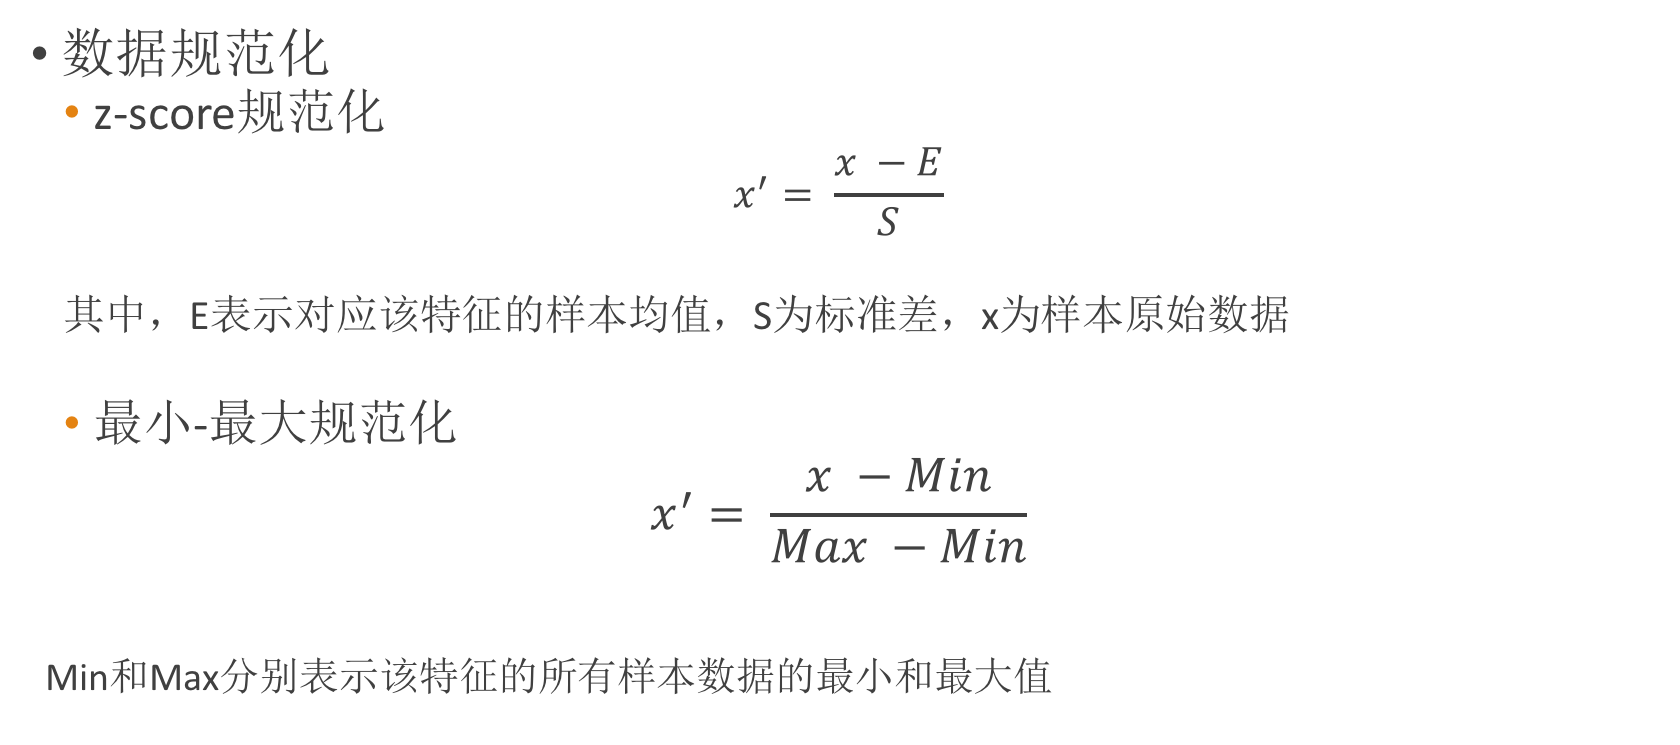 • 数据规范化
• z-score规范化
x′ = \frac{x - E}{S}
其中，E表示对应该特征的样本均值，S为标准差，x为样本原始数据
• 最小-最大规范化
x′ = \frac{x - Min}{Max - Min}
Min和Max分别表示该特征的所有样本数据的最小和最大值